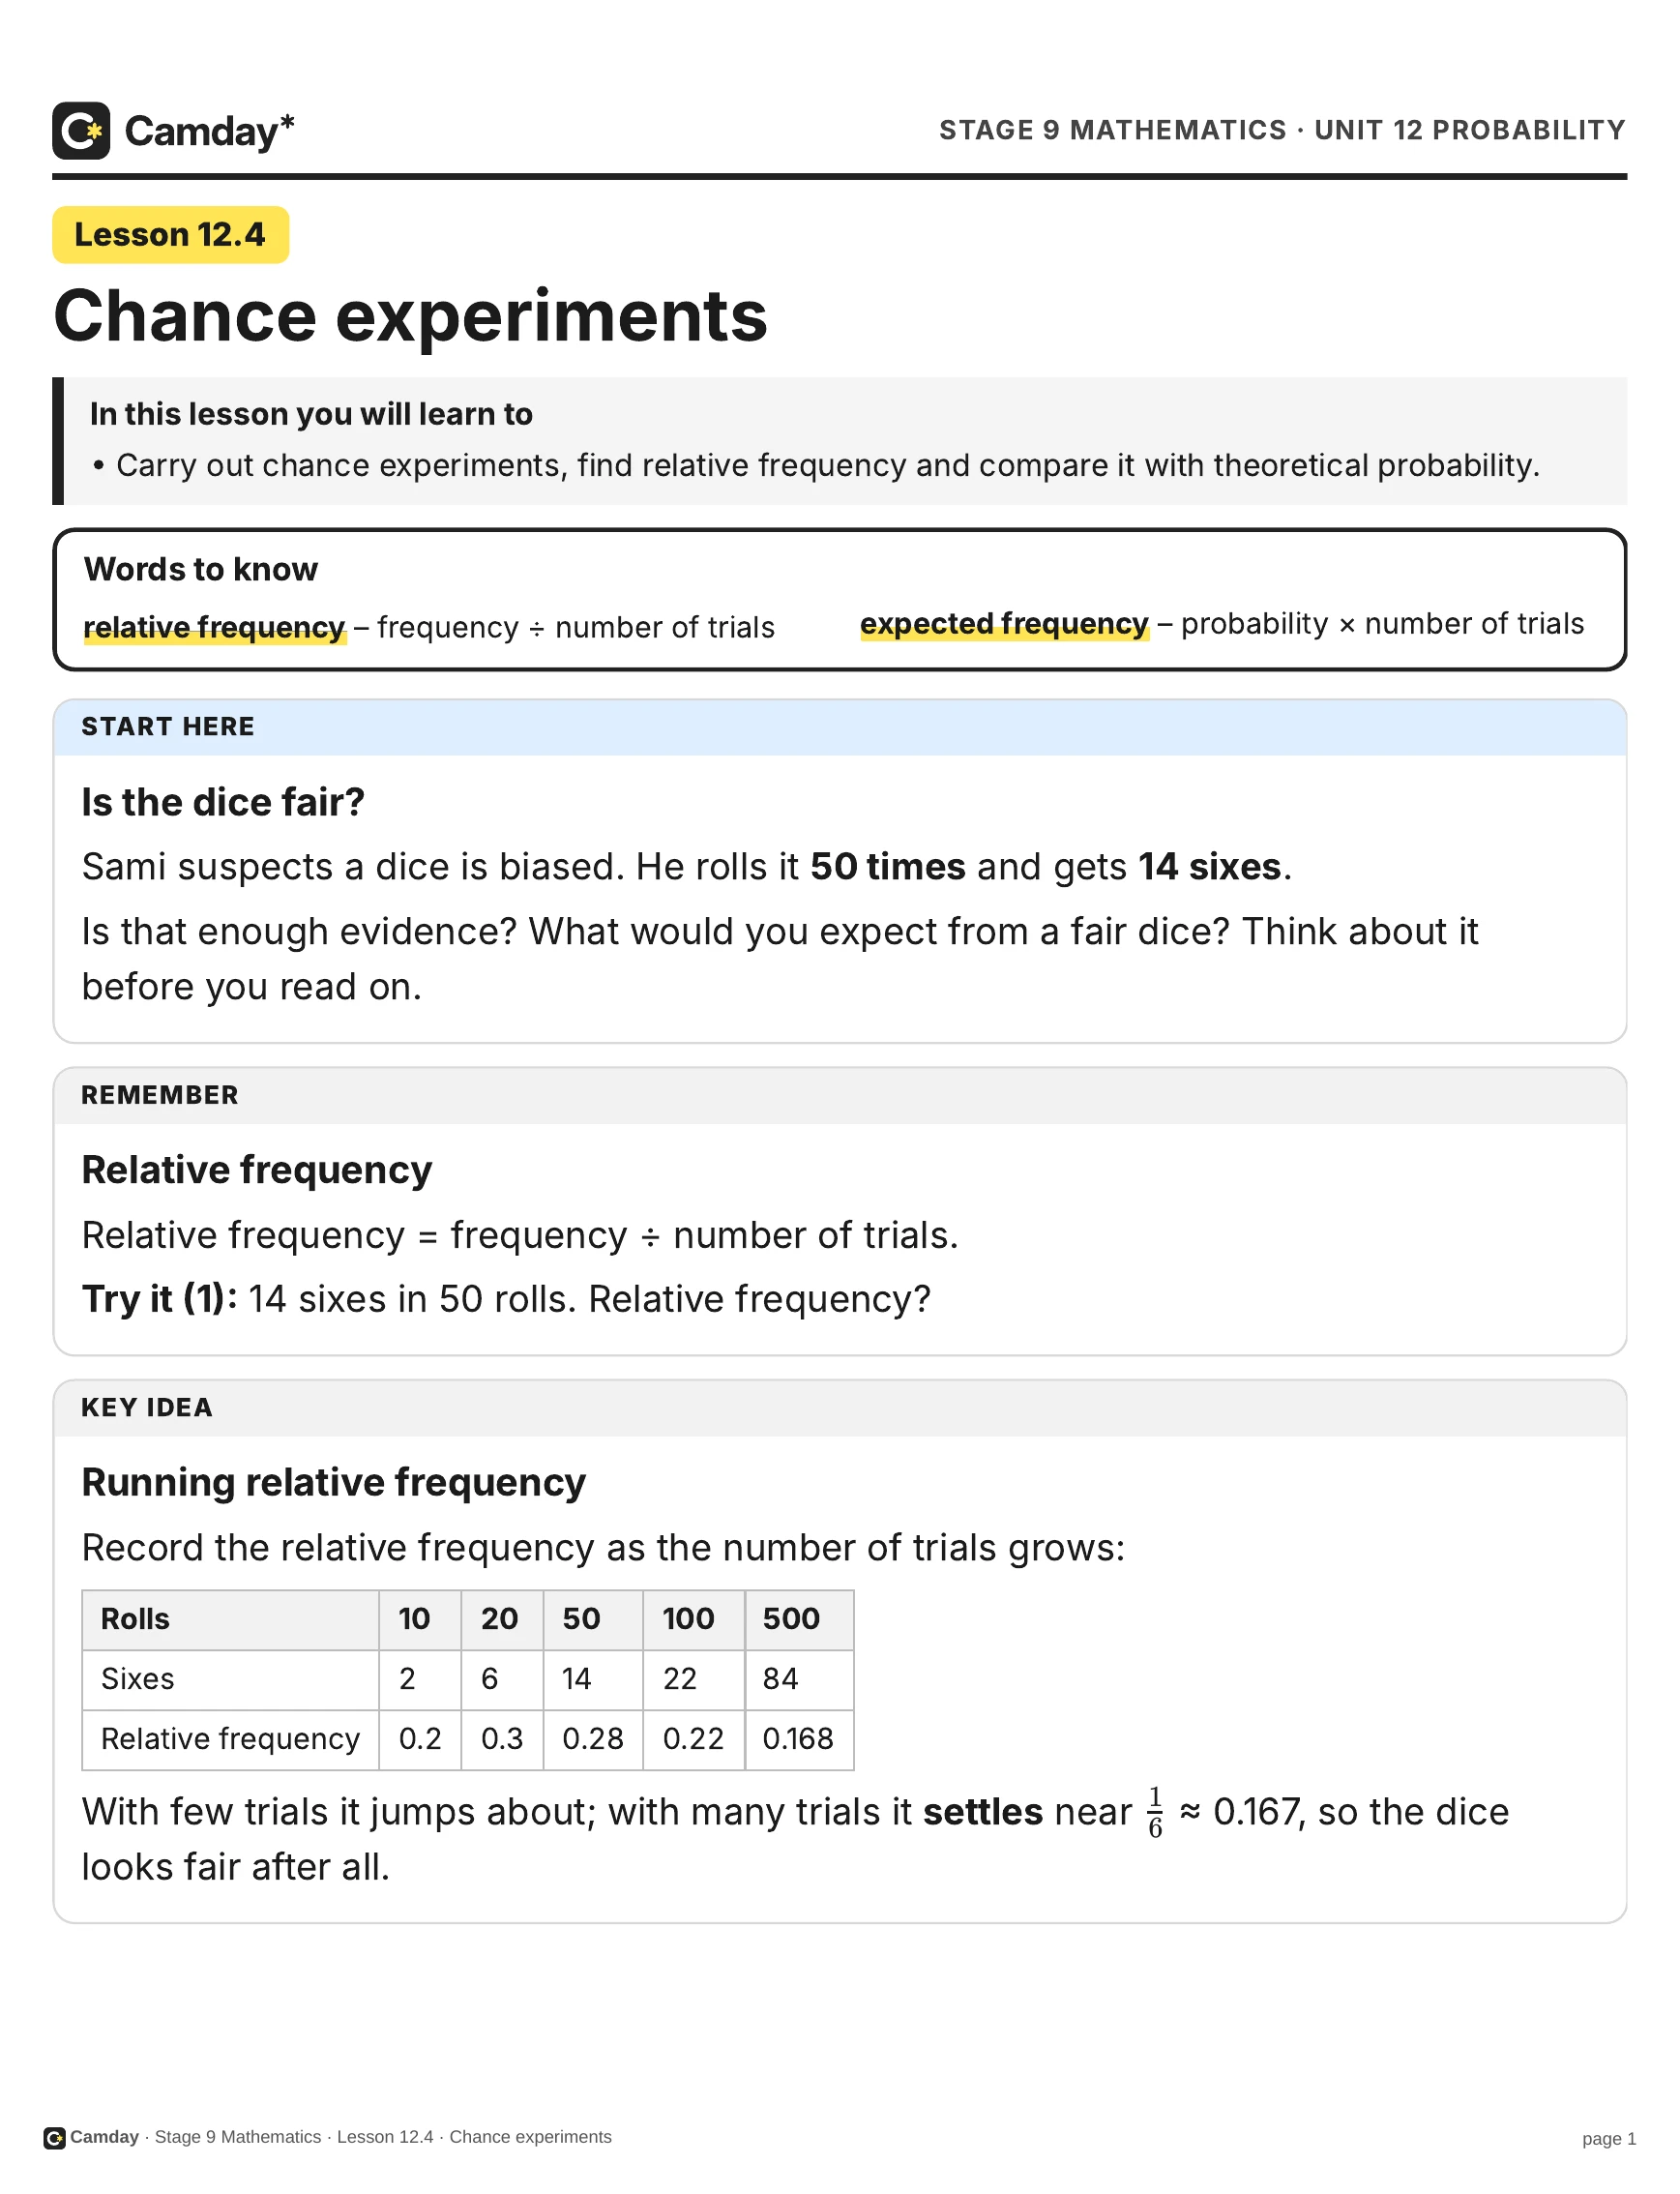 Camday*
STAGE 9 MATHEMATICS · UNIT 12 PROBABILITY
Lesson 12.4
Chance experiments
In this lesson you will learn to
• Carry out chance experiments, find relative frequency and compare it with theoretical probability.
Words to know
relative frequency – frequency ÷ number of trials
expected frequency – probability × number of trials
START HERE
Is the dice fair?
Sami suspects a dice is biased. He rolls it 50 times and gets 14 sixes.
Is that enough evidence? What would you expect from a fair dice? Think about it
before you read on.
REMEMBER
Relative frequency
Relative frequency = frequency ÷ number of trials.
Try it (1): 14 sixes in 50 rolls. Relative frequency?
KEY IDEA
Running relative frequency
Record the relative frequency as the number of trials grows:
Rolls 10 20 50 100 500
Sixes 2 6 14 22 84
Relative frequency 0.2 0.3 0.28 0.22 0.168
With few trials it jumps about; with many trials it settles near 1/6 ≈ 0.167, so the dice
looks fair after all.
Camday · Stage 9 Mathematics · Lesson 12.4 · Chance experiments
page 1